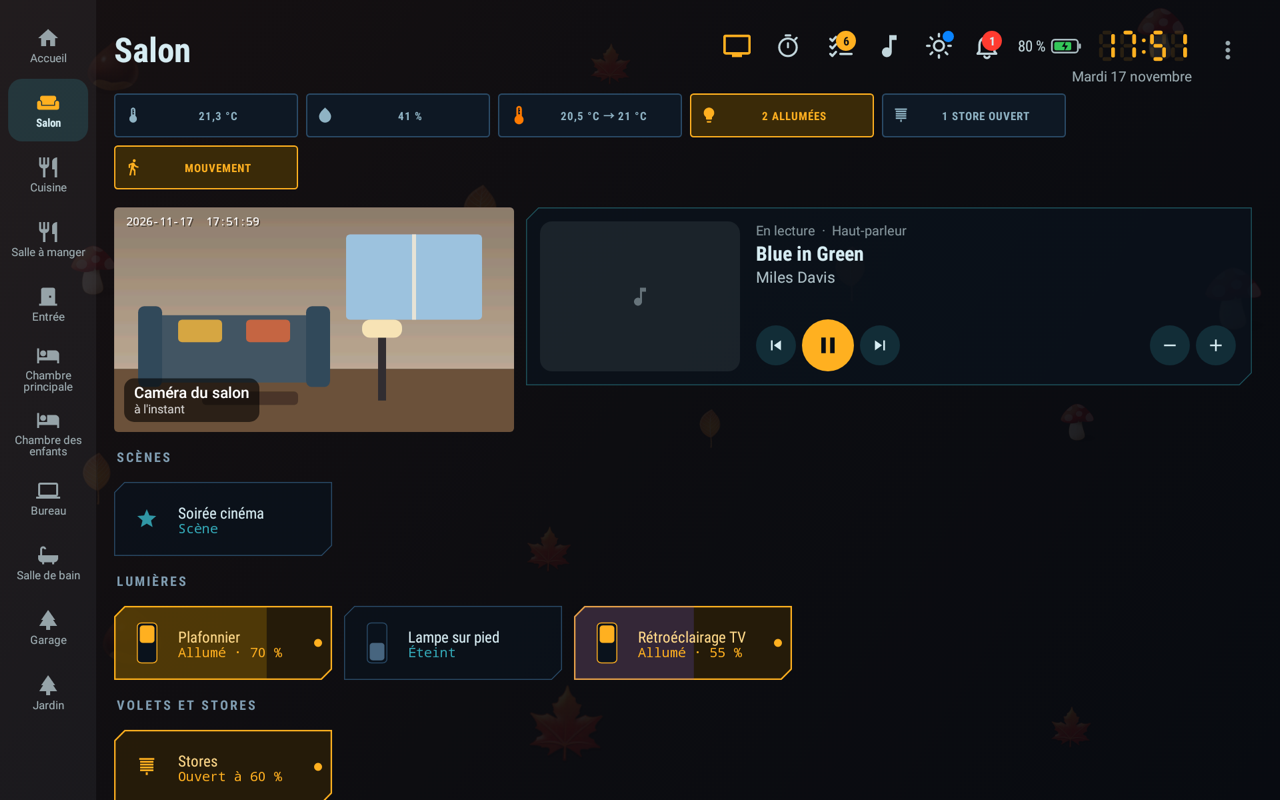 Accueil
Salon
Cuisine
Salle à manger
Entrée
Chambre
principale
Chambre des
enfants
Bureau
Salle de bain
Garage
Jardin
Salon
6
1
80 %
17:51
Mardi 17 novembre
21,3 °C
41 %
20,5 °C → 21 °C
2 ALLUMÉES
1 STORE OUVERT
MOUVEMENT
2026-11-17 17:51:59
Caméra du salon
à l'instant
En lecture · Haut-parleur
Blue in Green
Miles Davis
SCÈNES
Soirée cinéma
Scène
LUMIÈRES
Plafonnier
Allumé · 70 %
Lampe sur pied
Éteint
Rétroéclairage TV
Allumé · 55 %
VOLETS ET STORES
Stores
Ouvert à 60 %